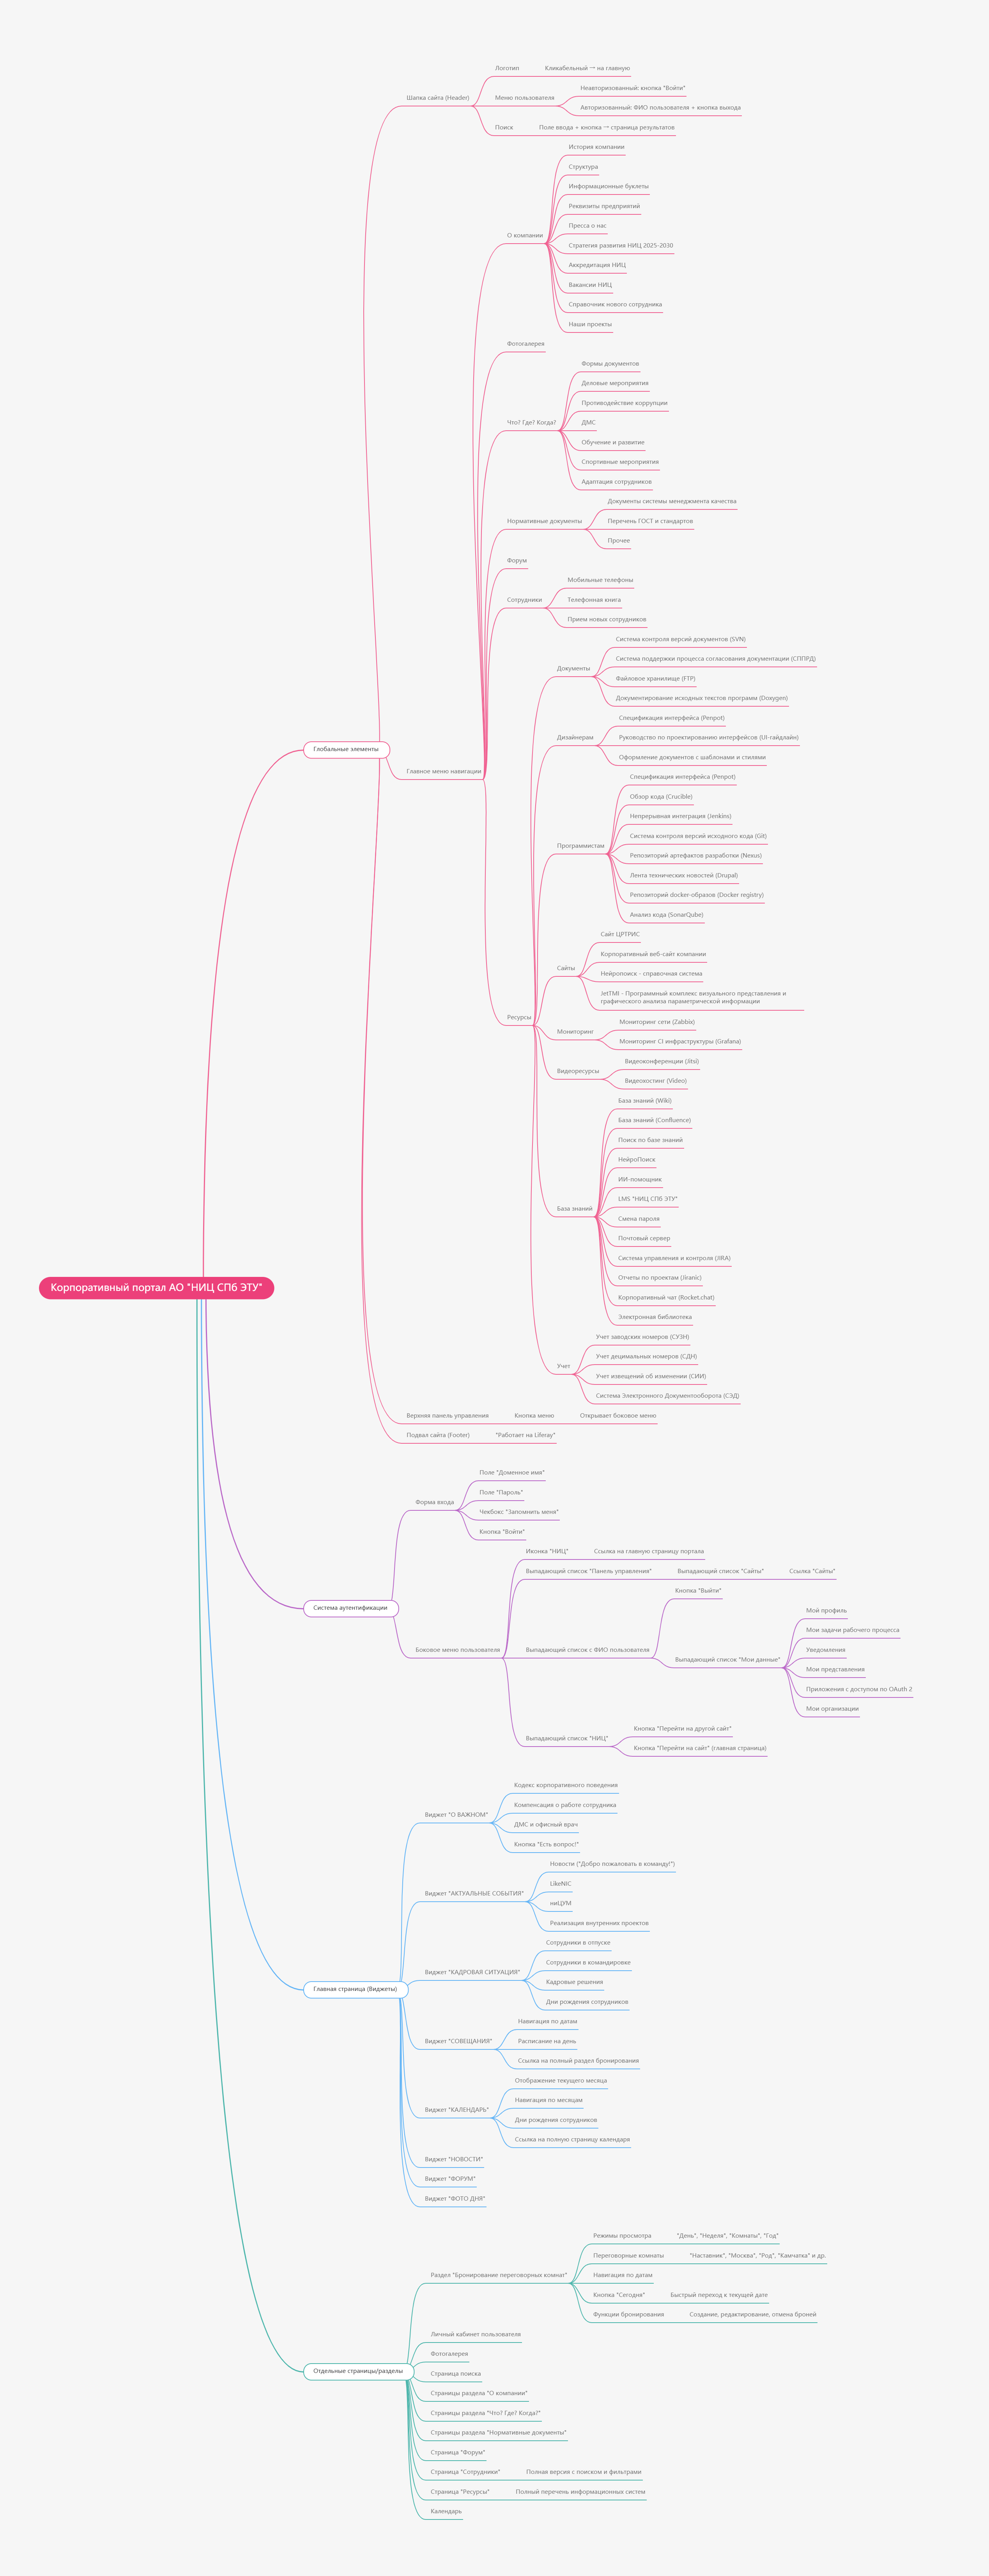 Логотип
Кликабельный → на главную
Шапка сайта (Header)
Меню пользователя
Неавторизованный: кнопка "Войти"
Авторизованный: ФИО пользователя + кнопка выхода
Поиск
Поле ввода + кнопка → страница результатов
О компании
История компании
Структура
Информационные буклеты
Реквизиты предприятий
Пресса о нас
Стратегия развития НИЦ 2025-2030
Аккредитация НИЦ
Вакансии НИЦ
Справочник нового сотрудника
Наши проекты
Фотогалерея
Что? Где? Когда?
Формы документов
Деловые мероприятия
Противодействие коррупции
ДМС
Обучение и развитие
Спортивные мероприятия
Адаптация сотрудников
Нормативные документы
Документы системы менеджмента качества
Перечень ГОСТ и стандартов
Прочее
Форум
Сотрудники
Мобильные телефоны
Телефонная книга
Прием новых сотрудников
Глобальные элементы
Главное меню навигации
Ресурсы
Документы
Система контроля версий документов (SVN)
Система поддержки процесса согласования документации (СППРД)
Файловое хранилище (FTP)
Документирование исходных текстов программ (Doxygen)
Дизайнерам
Спецификация интерфейса (Penpot)
Руководство по проектированию интерфейсов (UI-гайдлайн)
Оформление документов с шаблонами и стилями
Программистам
Спецификация интерфейса (Penpot)
Обзор кода (Crucible)
Непрерывная интеграция (Jenkins)
Система контроля версий исходного кода (Git)
Репозиторий артефактов разработки (Nexus)
Лента технических новостей (Drupal)
Репозиторий docker-образов (Docker registry)
Анализ кода (SonarQube)
Сайты
Сайт ЦРТРИС
Корпоративный веб-сайт компании
Нейропоиск - справочная система
JetTMI - Программный комплекс визуального представления и
графического анализа параметрической информации
Мониторинг
Мониторинг сети (Zabbix)
Мониторинг CI инфраструктуры (Grafana)
Видеоресурсы
Видеоконференции (Jitsi)
Видеохостинг (Video)
База знаний
База знаний (Wiki)
База знаний (Confluence)
Поиск по базе знаний
НейроПоиск
ИИ-помощник
LMS "НИЦ СПб ЭТУ"
Смена пароля
Почтовый сервер
Система управления и контроля (JIRA)
Отчеты по проектам (Jiranic)
Корпоративный чат (Rocket.chat)
Электронная библиотека
Учет
Учет заводских номеров (СУЗН)
Учет децимальных номеров (СДН)
Учет извещений об изменении (СИИ)
Система Электронного Документооборота (СЭД)
Верхняя панель управления
Кнопка меню
Открывает боковое меню
Подвал сайта (Footer)
"Работает на Liferay"
Корпоративный портал АО "НИЦ СПб ЭТУ"
Система аутентификации
Форма входа
Поле "Доменное имя"
Поле "Пароль"
Чекбокс "Запомнить меня"
Кнопка "Войти"
Боковое меню пользователя
Иконка "НИЦ"
Ссылка на главную страницу портала
Выпадающий список "Панель управления"
Выпадающий список "Сайты"
Ссылка "Сайты"
Выпадающий список с ФИО пользователя
Кнопка "Выйти"
Выпадающий список "Мои данные"
Мой профиль
Мои задачи рабочего процесса
Уведомления
Мои представления
Приложения с доступом по OAuth 2
Мои организации
Выпадающий список "НИЦ"
Кнопка "Перейти на другой сайт"
Кнопка "Перейти на сайт" (главная страница)
Главная страница (Виджеты)
Виджет "О ВАЖНОМ"
Кодекс корпоративного поведения
Компенсация о работе сотрудника
ДМС и офисный врач
Кнопка "Есть вопрос!"
Виджет "АКТУАЛЬНЫЕ СОБЫТИЯ"
Новости ("Добро пожаловать в команду!")
LikeNIC
ниЦУМ
Реализация внутренних проектов
Виджет "КАДРОВАЯ СИТУАЦИЯ"
Сотрудники в отпуске
Сотрудники в командировке
Кадровые решения
Дни рождения сотрудников
Виджет "СОВЕЩАНИЯ"
Навигация по датам
Расписание на день
Ссылка на полный раздел бронирования
Виджет "КАЛЕНДАРЬ"
Отображение текущего месяца
Навигация по месяцам
Дни рождения сотрудников
Ссылка на полную страницу календаря
Виджет "НОВОСТИ"
Виджет "ФОРУМ"
Виджет "ФОТО ДНЯ"
Отдельные страницы/разделы
Раздел "Бронирование переговорных комнат"
Режимы просмотра
"День", "Неделя", "Комнаты", "Год"
Переговорные комнаты
"Наставник", "Москва", "Род", "Камчатка" и др.
Навигация по датам
Кнопка "Сегодня"
Быстрый переход к текущей дате
Функции бронирования
Создание, редактирование, отмена броней
Личный кабинет пользователя
Фотогалерея
Страница поиска
Страницы раздела "О компании"
Страницы раздела "Что? Где? Когда?"
Страницы раздела "Нормативные документы"
Страница "Форум"
Страница "Сотрудники"
Полная версия с поиском и фильтрами
Страница "Ресурсы"
Полный перечень информационных систем
Календарь